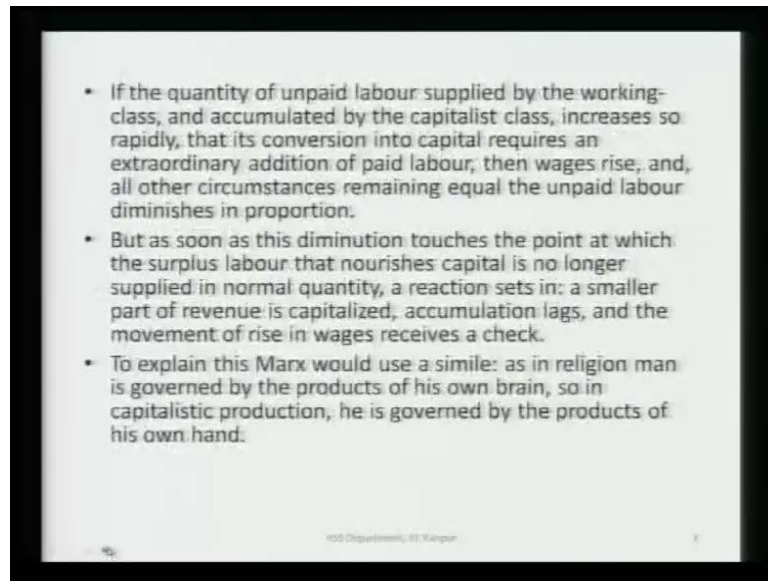 • If the quantity of unpaid labour supplied by the working-
class, and accumulated by the capitalist class, increases so
rapidly, that its conversion into capital requires an
extraordinary addition of paid labour, then wages rise, and,
all other circumstances remaining equal the unpaid labour
diminishes in proportion.
• But as soon as this diminution touches the point at which
the surplus labour that nourishes capital is no longer
supplied in normal quantity, a reaction sets in: a smaller
part of revenue is capitalized, accumulation lags, and the
movement of rise in wages receives a check.
• To explain this Marx would use a simile: as in religion man
is governed by the products of his own brain, so in
capitalistic production, he is governed by the products of
his own hand.
HSS Department, IIT Kanpur